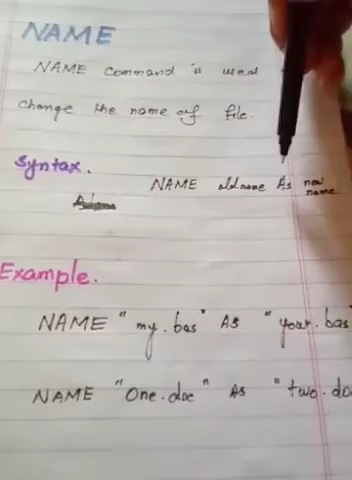 NAME
NAME Command is used
change the name of file.
Syntax.
NAME oldname As new name
Example.
NAME "my.bas" As "your.bas
NAME "One.doc" As "two.do